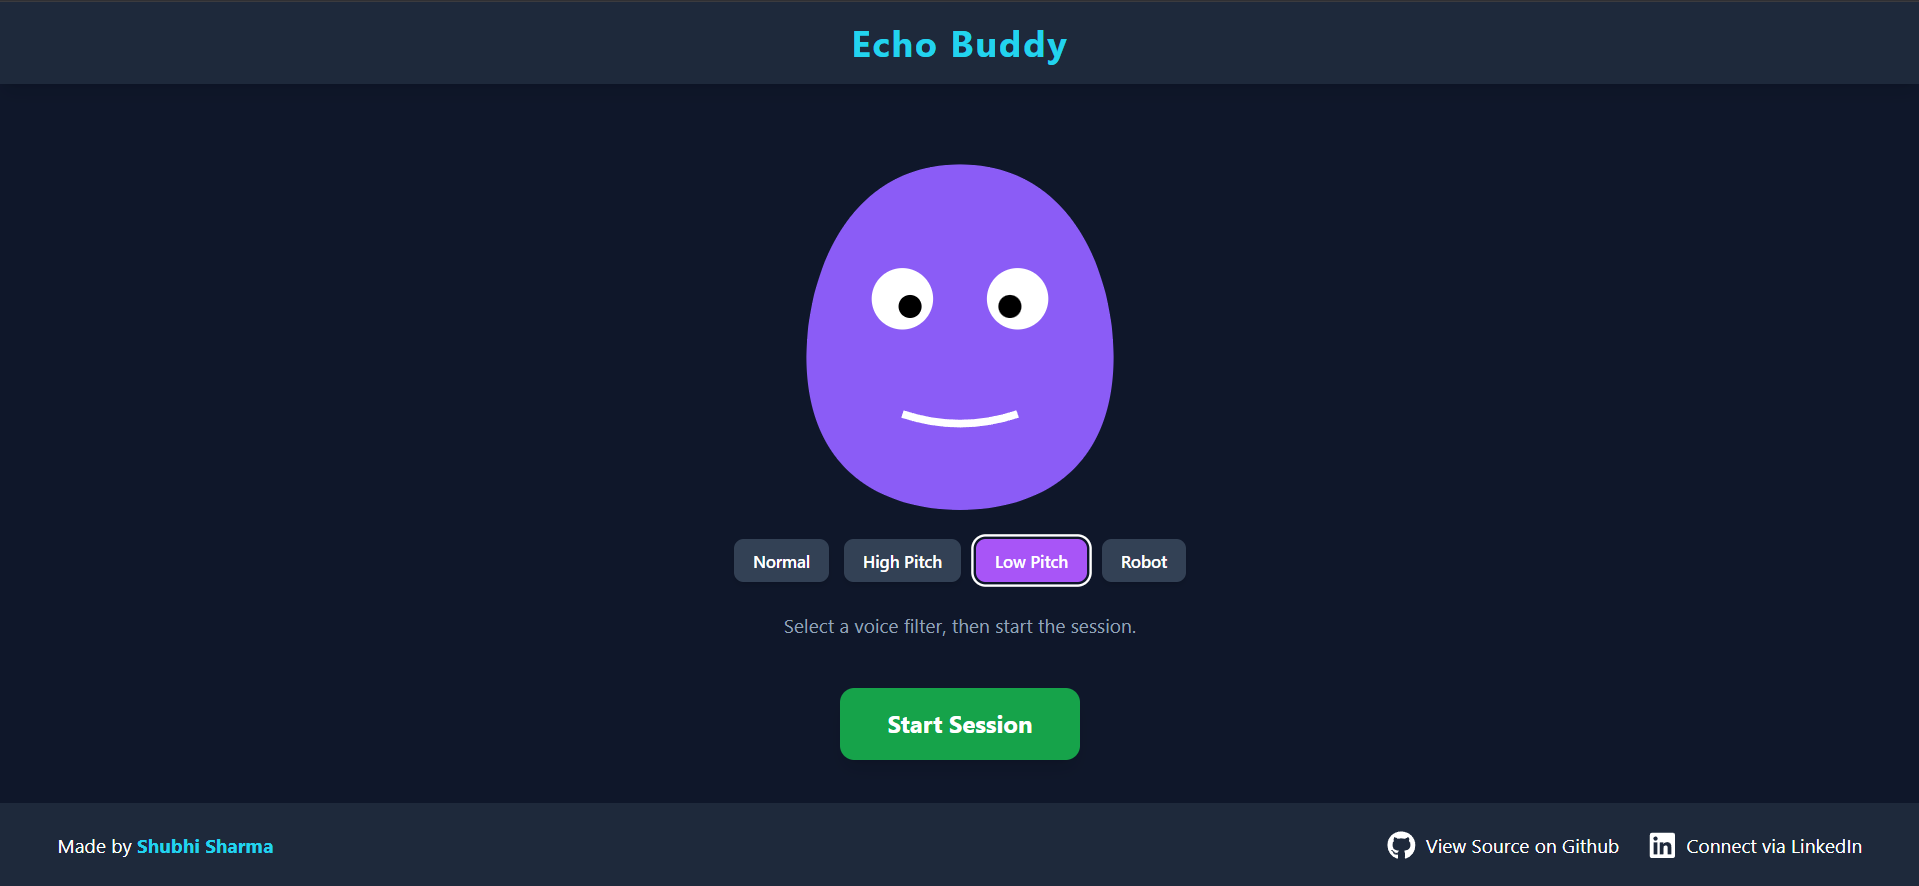 Echo Buddy
Normal High Pitch Low Pitch Robot
Select a voice filter, then start the session.
Start Session
Made by Shubhi Sharma View Source on Github Connect via LinkedIn